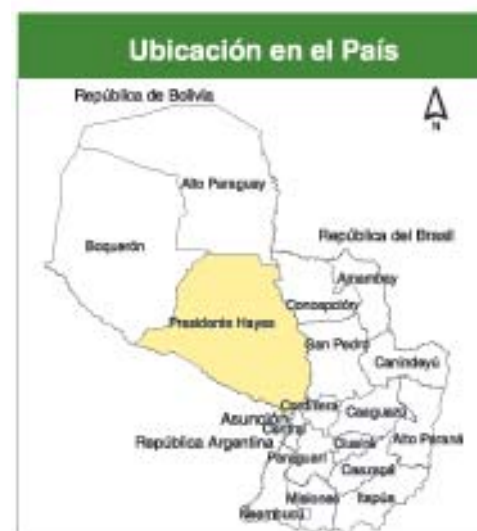 Ubicación en el País
República de Bolivia
N
Alto Paraguay
Boquerón
República del Brasil
Amambay
Concepción
Presidente Hayes
San Pedro
Canindeyú
Cordillera
Caaguazú
Asunción
Central
República Argentina
Guairá
Alto Paraná
Paraguarí
Caazapá
Misiones
Itapúa
Ñeembucú